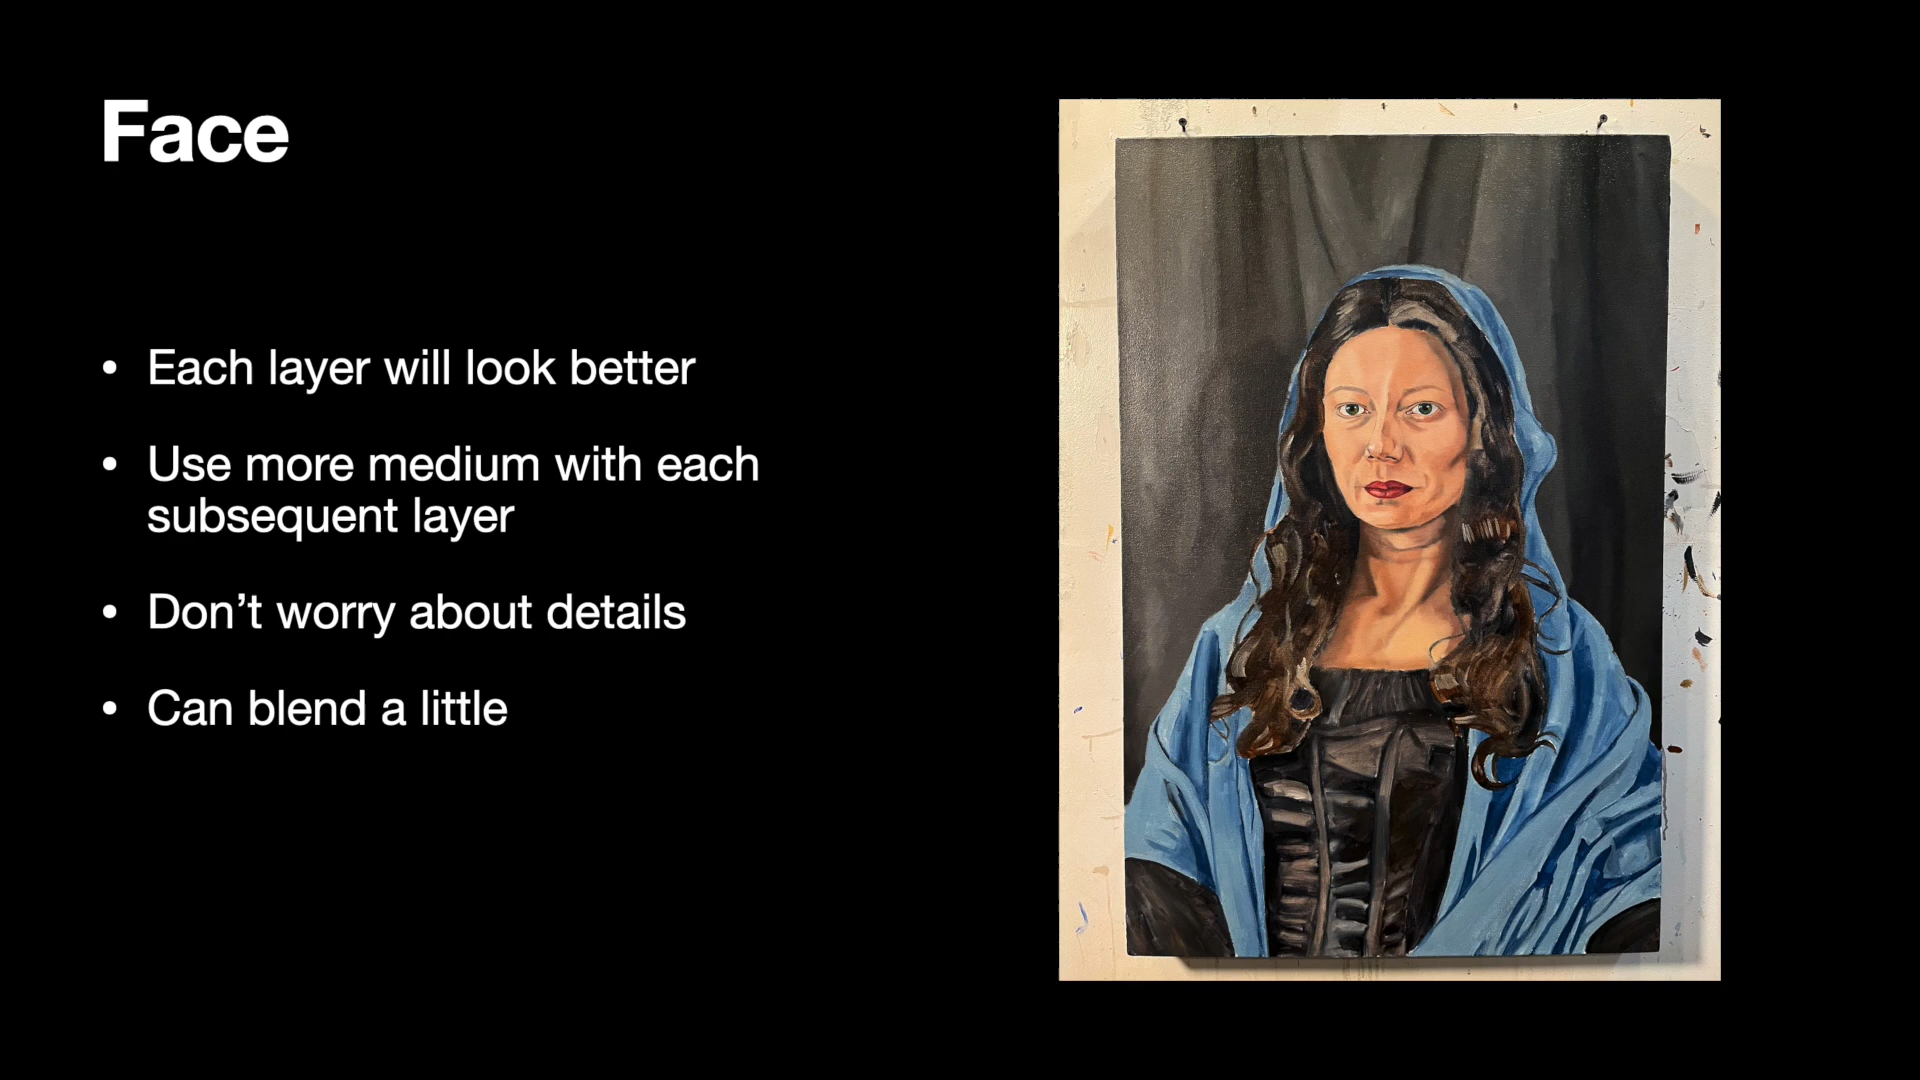 Face
• Each layer will look better
• Use more medium with each
subsequent layer
• Don’t worry about details
• Can blend a little